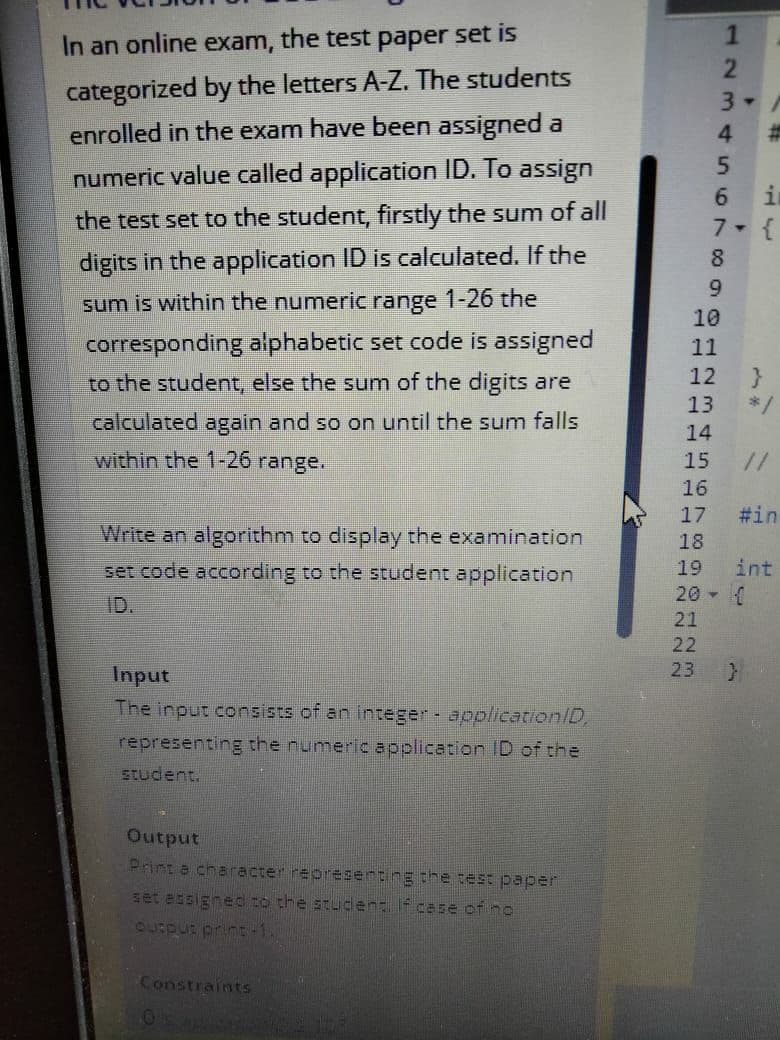 In an online exam, the test paper set is
categorized by the letters A-Z. The students
enrolled in the exam have been assigned a
numeric value called application ID. To assign
the test set to the student, firstly the sum of all
digits in the application ID is calculated. If the
sum is within the numeric range 1-26 the
corresponding alphabetic set code is assigned
to the student, else the sum of the digits are
calculated again and so on until the sum falls
within the 1-26 range.
Write an algorithm to display the examination
set code according to the student application
ID.
Input
The input consists of an integer - applicationID,
representing the numeric application ID of the
student.
Output
Print a character representing the test paper
set assigned to the student. If case of no
output print -1.
Constraints
0
1
2
3
4 #
5
6
7 {
8
9
10
11
12 }
13 */
14
15 //
16
17 #in
18
19 int
20 {
21
22
23 }